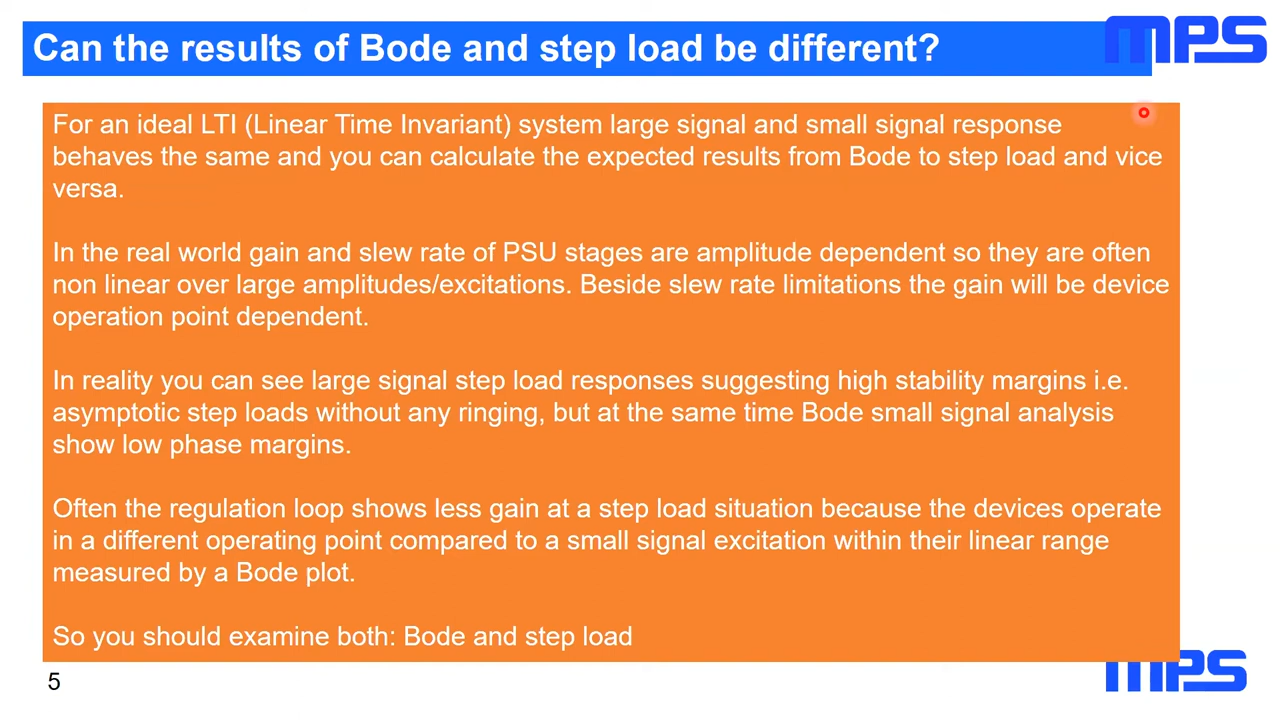 Can the results of Bode and step load be different?
MPS
For an ideal LTI (Linear Time Invariant) system large signal and small signal response
behaves the same and you can calculate the expected results from Bode to step load and vice
versa.
In the real world gain and slew rate of PSU stages are amplitude dependent so they are often
non linear over large amplitudes/excitations. Beside slew rate limitations the gain will be device
operation point dependent.
In reality you can see large signal step load responses suggesting high stability margins i.e.
asymptotic step loads without any ringing, but at the same time Bode small signal analysis
show low phase margins.
Often the regulation loop shows less gain at a step load situation because the devices operate
in a different operating point compared to a small signal excitation within their linear range
measured by a Bode plot.
So you should examine both: Bode and step load
5
MPS